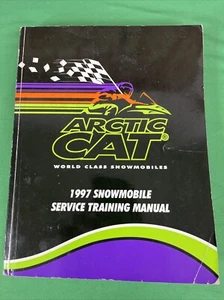 ARCTIC
CAT®
WORLD CLASS SNOWMOBILES
1997 SNOWMOBILE
SERVICE TRAINING MANUAL